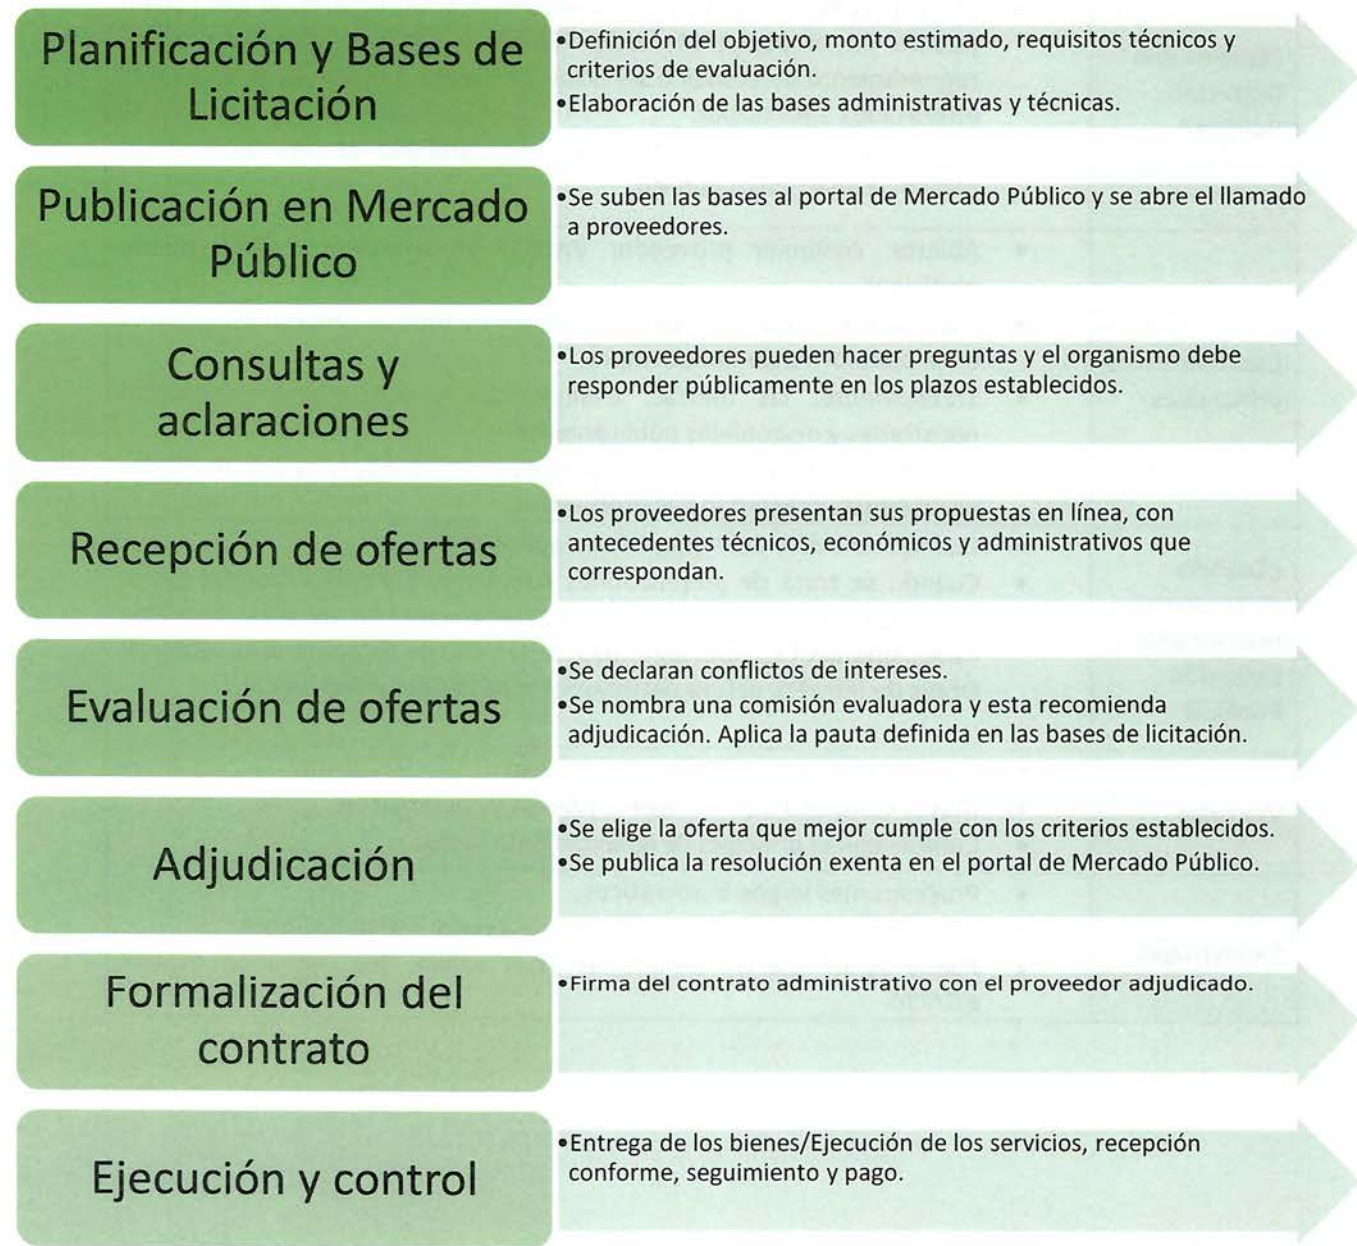 Planificación y Bases de
Licitación
•Definición del objetivo, monto estimado, requisitos técnicos y
criterios de evaluación.
•Elaboración de las bases administrativas y técnicas.
Publicación en Mercado
Público
•Se suben las bases al portal de Mercado Público y se abre el llamado
a proveedores.
Consultas y
aclaraciones
•Los proveedores pueden hacer preguntas y el organismo debe
responder públicamente en los plazos establecidos.
Recepción de ofertas
•Los proveedores presentan sus propuestas en línea, con
antecedentes técnicos, económicos y administrativos que
correspondan.
Evaluación de ofertas
•Se declaran conflictos de intereses.
•Se nombra una comisión evaluadora y esta recomienda
adjudicación. Aplica la pauta definida en las bases de licitación.
Adjudicación
•Se elige la oferta que mejor cumple con los criterios establecidos.
•Se publica la resolución exenta en el portal de Mercado Público.
Formalización del
contrato
•Firma del contrato administrativo con el proveedor adjudicado.
Ejecución y control
•Entrega de los bienes/Ejecución de los servicios, recepción
conforme, seguimiento y pago.